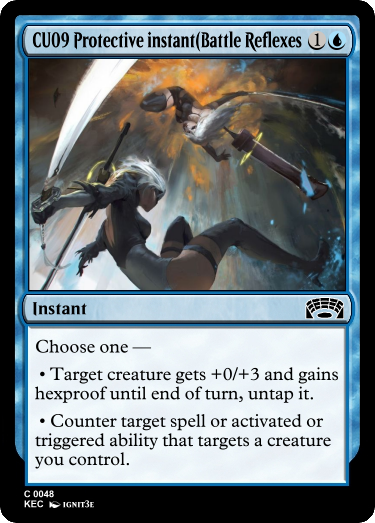 CU09 Protective instant(Battle Reflexes 1
Instant
Choose one —
• Target creature gets +0/+3 and gains
hexproof until end of turn, untap it.
• Counter target spell or activated or
triggered ability that targets a creature
you control.
C 0048
KEC IGNIT3E